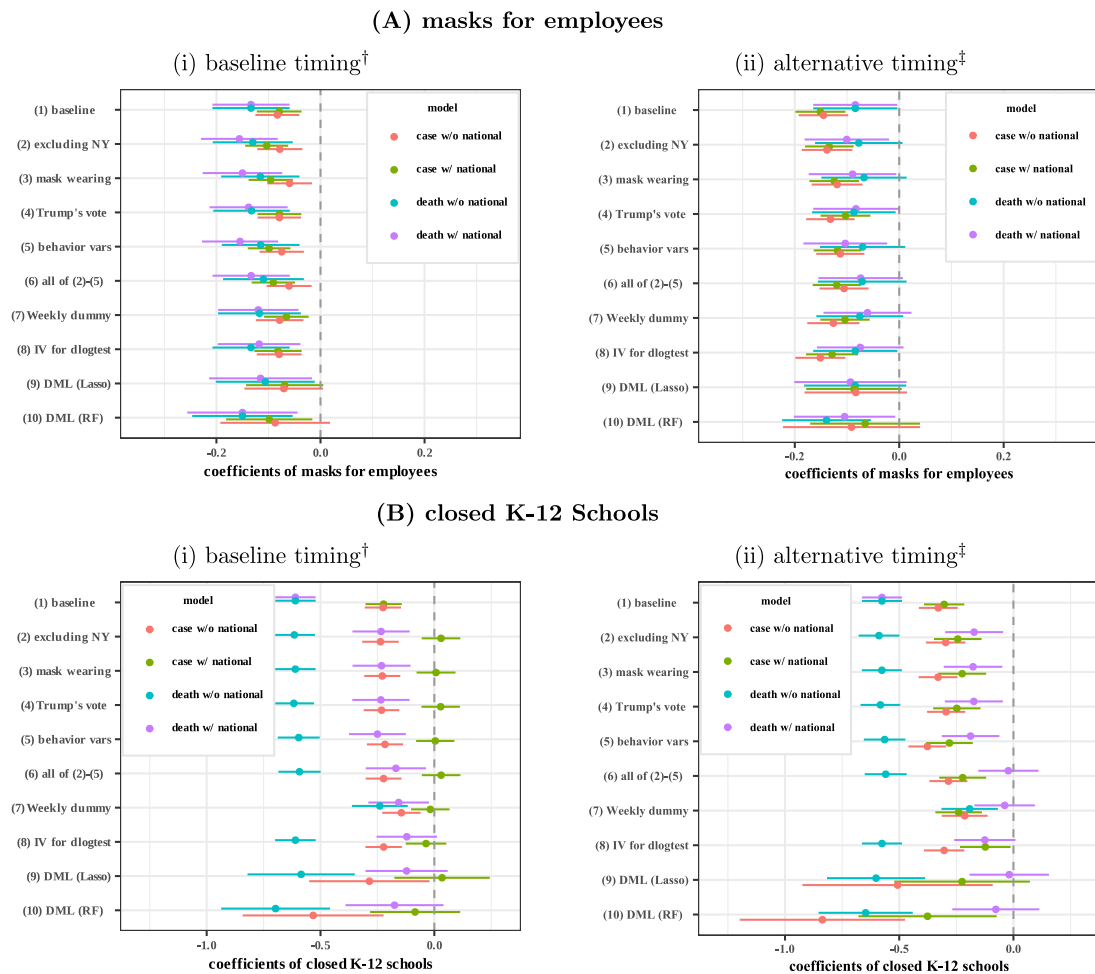 (A) masks for employees
(i) baseline timing†
(1) baseline
(2) excluding NY
(3) mask wearing
(4) Trump's vote
(5) behavior vars
(6) all of (2)-(5)
(7) Weekly dummy
(8) IV for dlogtest
(9) DML (Lasso)
(10) DML (RF)
model
case w/o national
case w/ national
death w/o national
death w/ national
-0.2 0.0 0.2
coefficients of masks for employees
(ii) alternative timing‡
(1) baseline
(2) excluding NY
(3) mask wearing
(4) Trump's vote
(5) behavior vars
(6) all of (2)-(5)
(7) Weekly dummy
(8) IV for dlogtest
(9) DML (Lasso)
(10) DML (RF)
model
case w/o national
case w/ national
death w/o national
death w/ national
-0.2 0.0 0.2
coefficients of masks for employees
(B) closed K-12 Schools
(i) baseline timing†
(1) baseline
(2) excluding NY
(3) mask wearing
(4) Trump's vote
(5) behavior vars
(6) all of (2)-(5)
(7) Weekly dummy
(8) IV for dlogtest
(9) DML (Lasso)
(10) DML (RF)
model
case w/o national
case w/ national
death w/o national
death w/ national
-1.0 -0.5 0.0
coefficients of closed K-12 schools
(ii) alternative timing‡
(1) baseline
(2) excluding NY
(3) mask wearing
(4) Trump's vote
(5) behavior vars
(6) all of (2)-(5)
(7) Weekly dummy
(8) IV for dlogtest
(9) DML (Lasso)
(10) DML (RF)
model
case w/o national
case w/ national
death w/o national
death w/ national
-1.0 -0.5 0.0
coefficients of closed K-12 schools